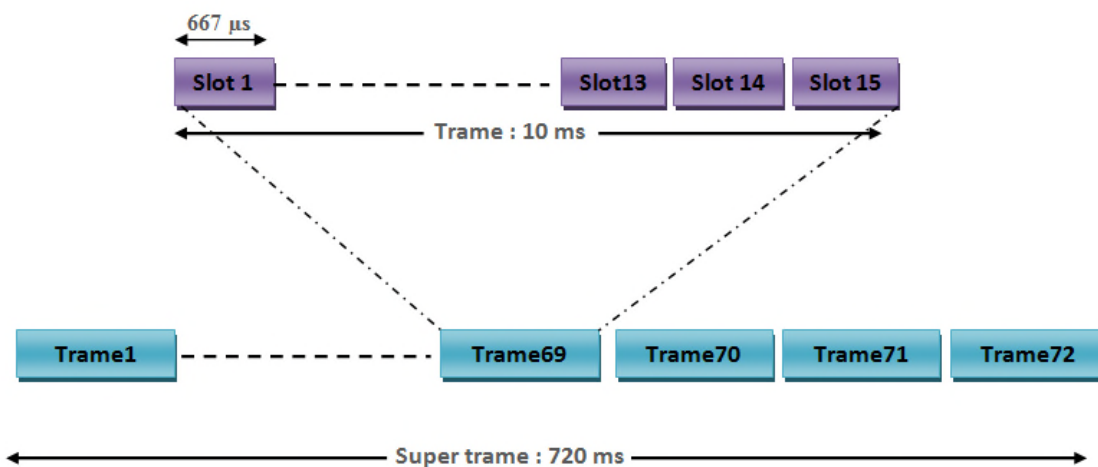 667 µs
Slot 1 Slot13 Slot 14 Slot 15
Trame : 10 ms
Trame1 Trame69 Trame70 Trame71 Trame72
Super trame : 720 ms